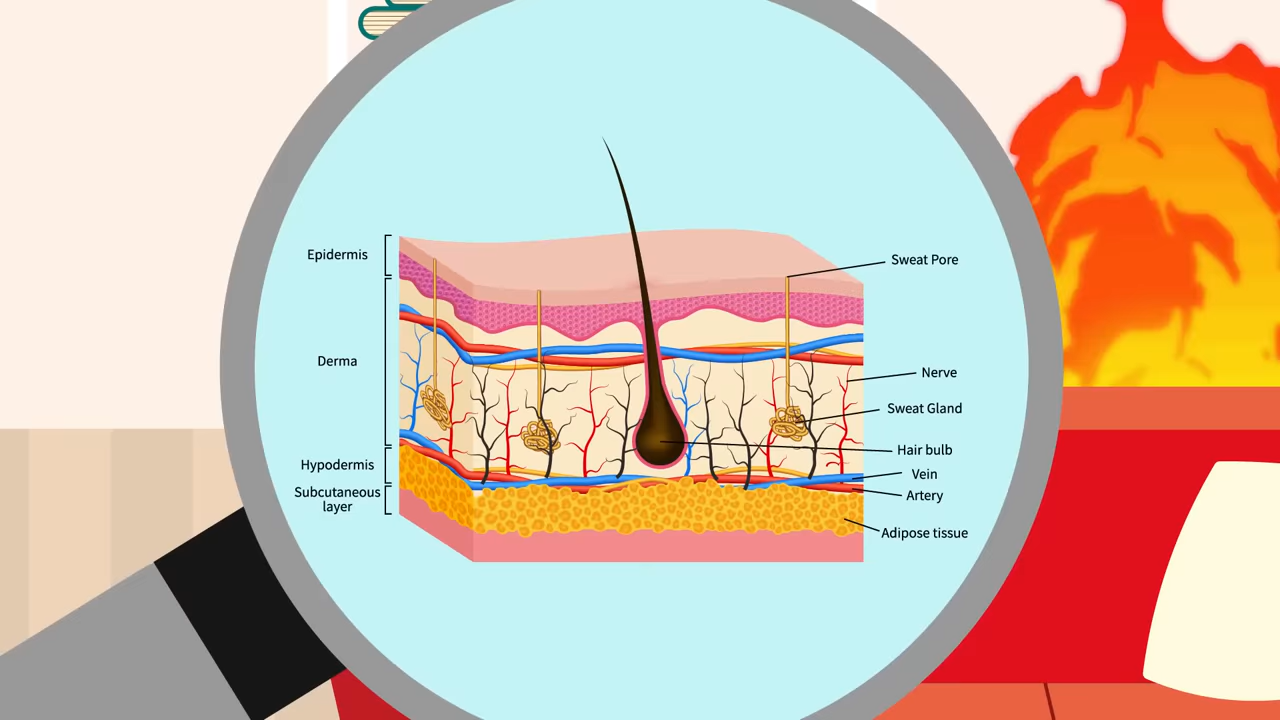 Epidermis
Derma
Hypodermis
Subcutaneous
layer
Sweat Pore
Nerve
Sweat Gland
Hair bulb
Vein
Artery
Adipose tissue